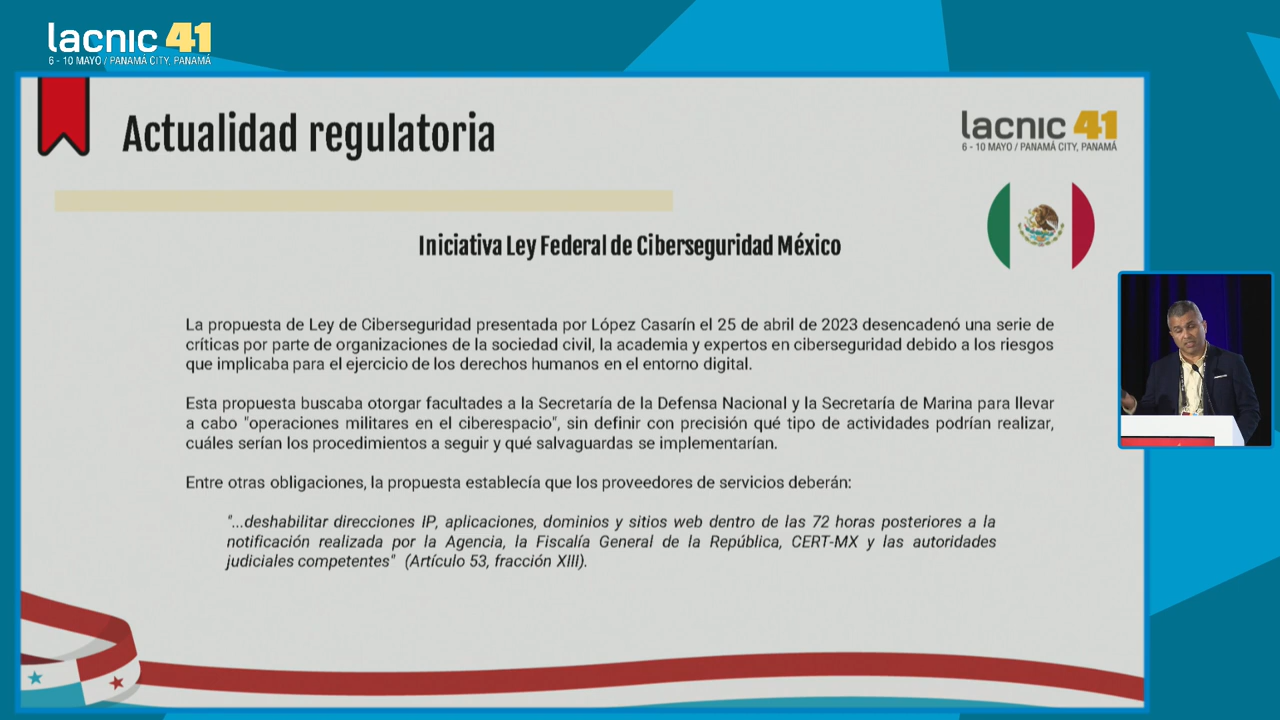 lacnic 41
6 - 10 MAYO / PANAMÁ CITY, PANAMÁ
Actualidad regulatoria
lacnic 41
6 - 10 MAYO / PANAMÁ CITY, PANAMÁ
Iniciativa Ley Federal de Ciberseguridad México
La propuesta de Ley de Ciberseguridad presentada por López Casarín el 25 de abril de 2023 desencadenó una serie de
críticas por parte de organizaciones de la sociedad civil, la academia y expertos en ciberseguridad debido a los riesgos
que implicaba para el ejercicio de los derechos humanos en el entorno digital.
Esta propuesta buscaba otorgar facultades a la Secretaría de la Defensa Nacional y la Secretaría de Marina para llevar
a cabo "operaciones militares en el ciberespacio", sin definir con precisión qué tipo de actividades podrían realizar,
cuáles serían los procedimientos a seguir y qué salvaguardas se implementarían.
Entre otras obligaciones, la propuesta establecía que los proveedores de servicios deberán:
"...deshabilitar direcciones IP, aplicaciones, dominios y sitios web dentro de las 72 horas posteriores a la
notificación realizada por la Agencia, la Fiscalía General de la República, CERT-MX y las autoridades
judiciales competentes" (Artículo 53, fracción XIII).